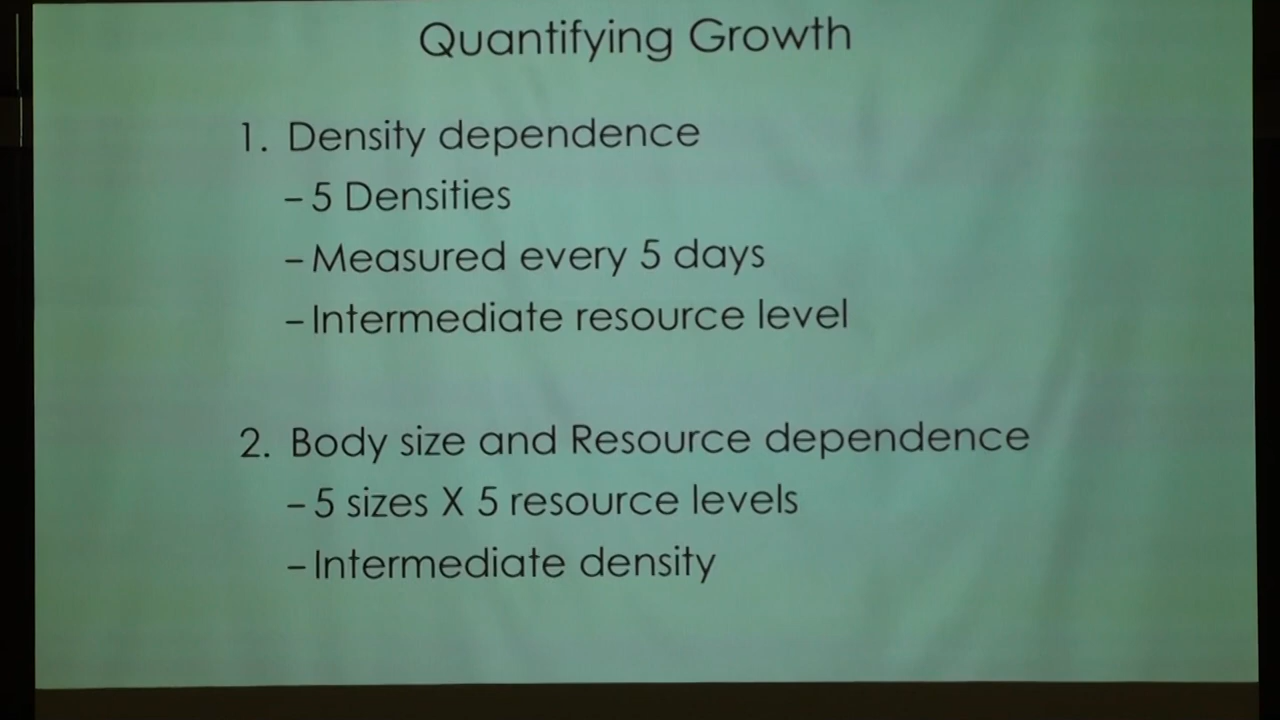 Quantifying Growth
1. Density dependence
– 5 Densities
– Measured every 5 days
– Intermediate resource level
2. Body size and Resource dependence
– 5 sizes X 5 resource levels
– Intermediate density